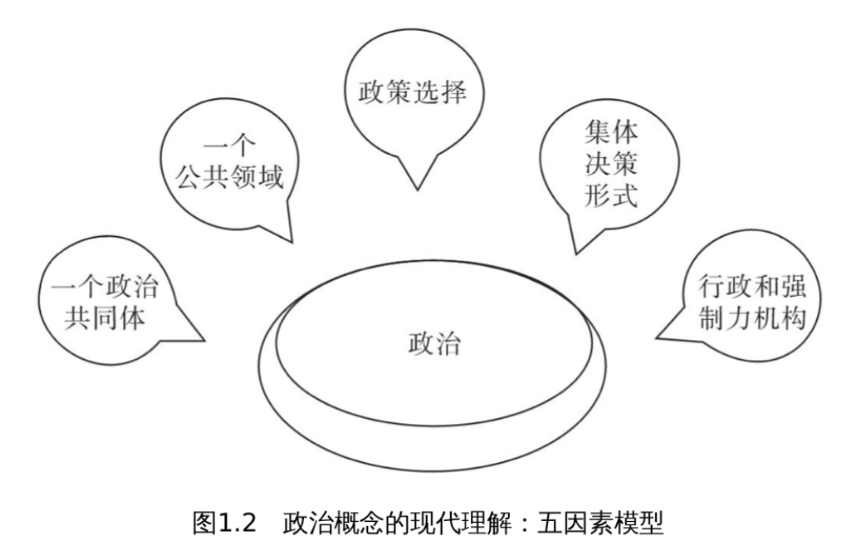 政策选择
一个
公共领域
集体
决策
形式
一个政治
共同体
行政和强
制力机构
政治
图1.2　政治概念的现代理解：五因素模型